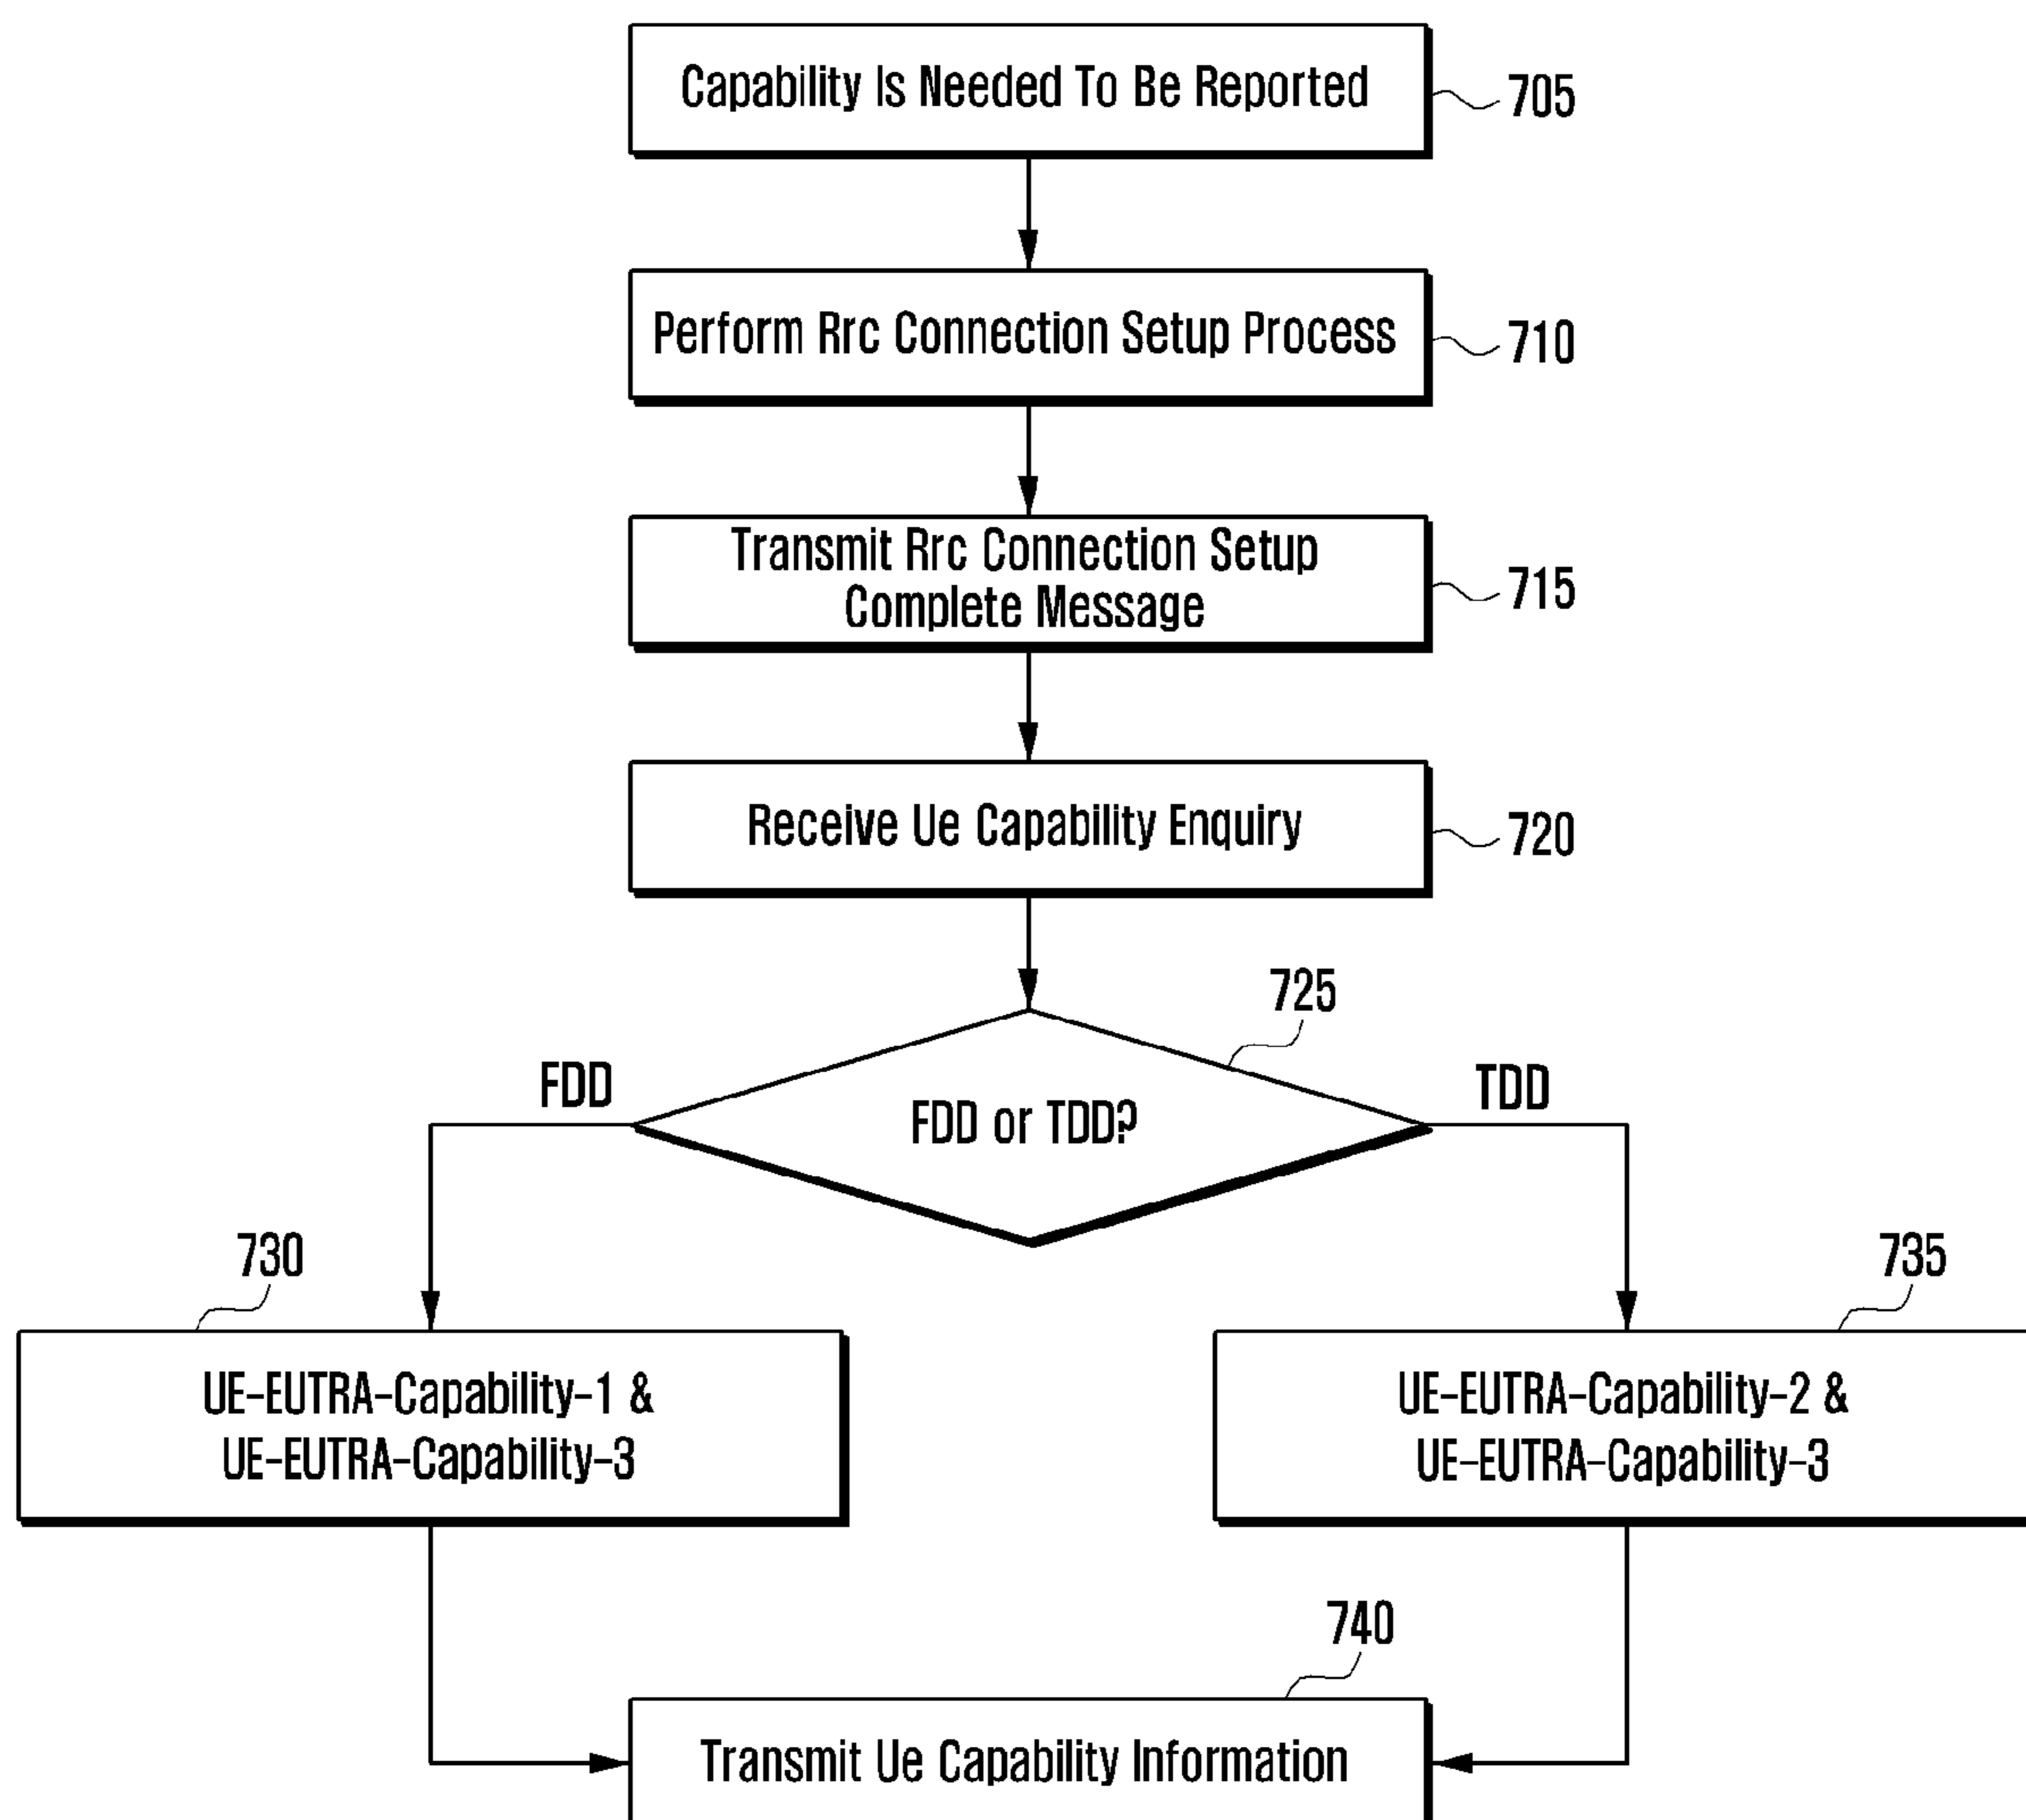 Capability Is Needed To Be Reported
705
Perform Rrc Connection Setup Process
710
Transmit Rrc Connection Setup
Complete Message
715
Receive Ue Capability Enquiry
720
725
FDD
FDD or TDD?
TDD
730
UE-EUTRA-Capability-1 &
UE-EUTRA-Capability-3
735
UE-EUTRA-Capability-2 &
UE-EUTRA-Capability-3
740
Transmit Ue Capability Information